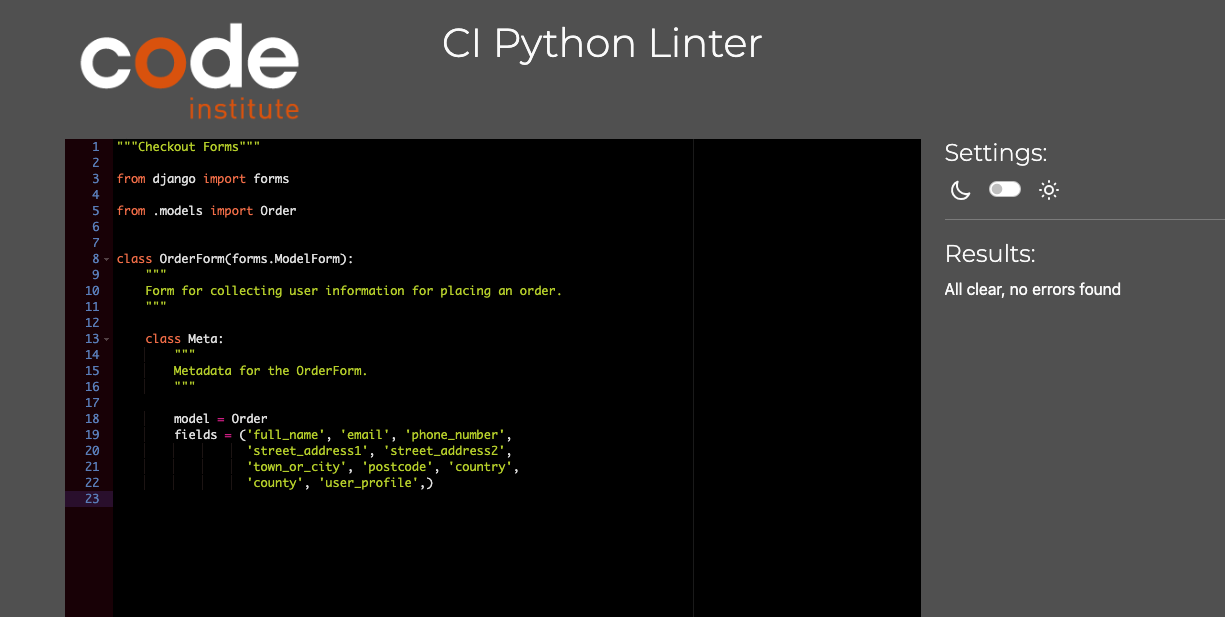 code
institute
CI Python Linter
1 """Checkout Forms"""
2
3 from django import forms
4
5 from .models import Order
6
7
8 class OrderForm(forms.ModelForm):
9     """
10     Form for collecting user information for placing an order.
11     """
12
13     class Meta:
14         """
15         Metadata for the OrderForm.
16         """
17
18         model = Order
19         fields = ('full_name', 'email', 'phone_number',
20                   'street_address1', 'street_address2',
21                   'town_or_city', 'postcode', 'country',
22                   'county', 'user_profile',)
23
Settings:
Results:
All clear, no errors found